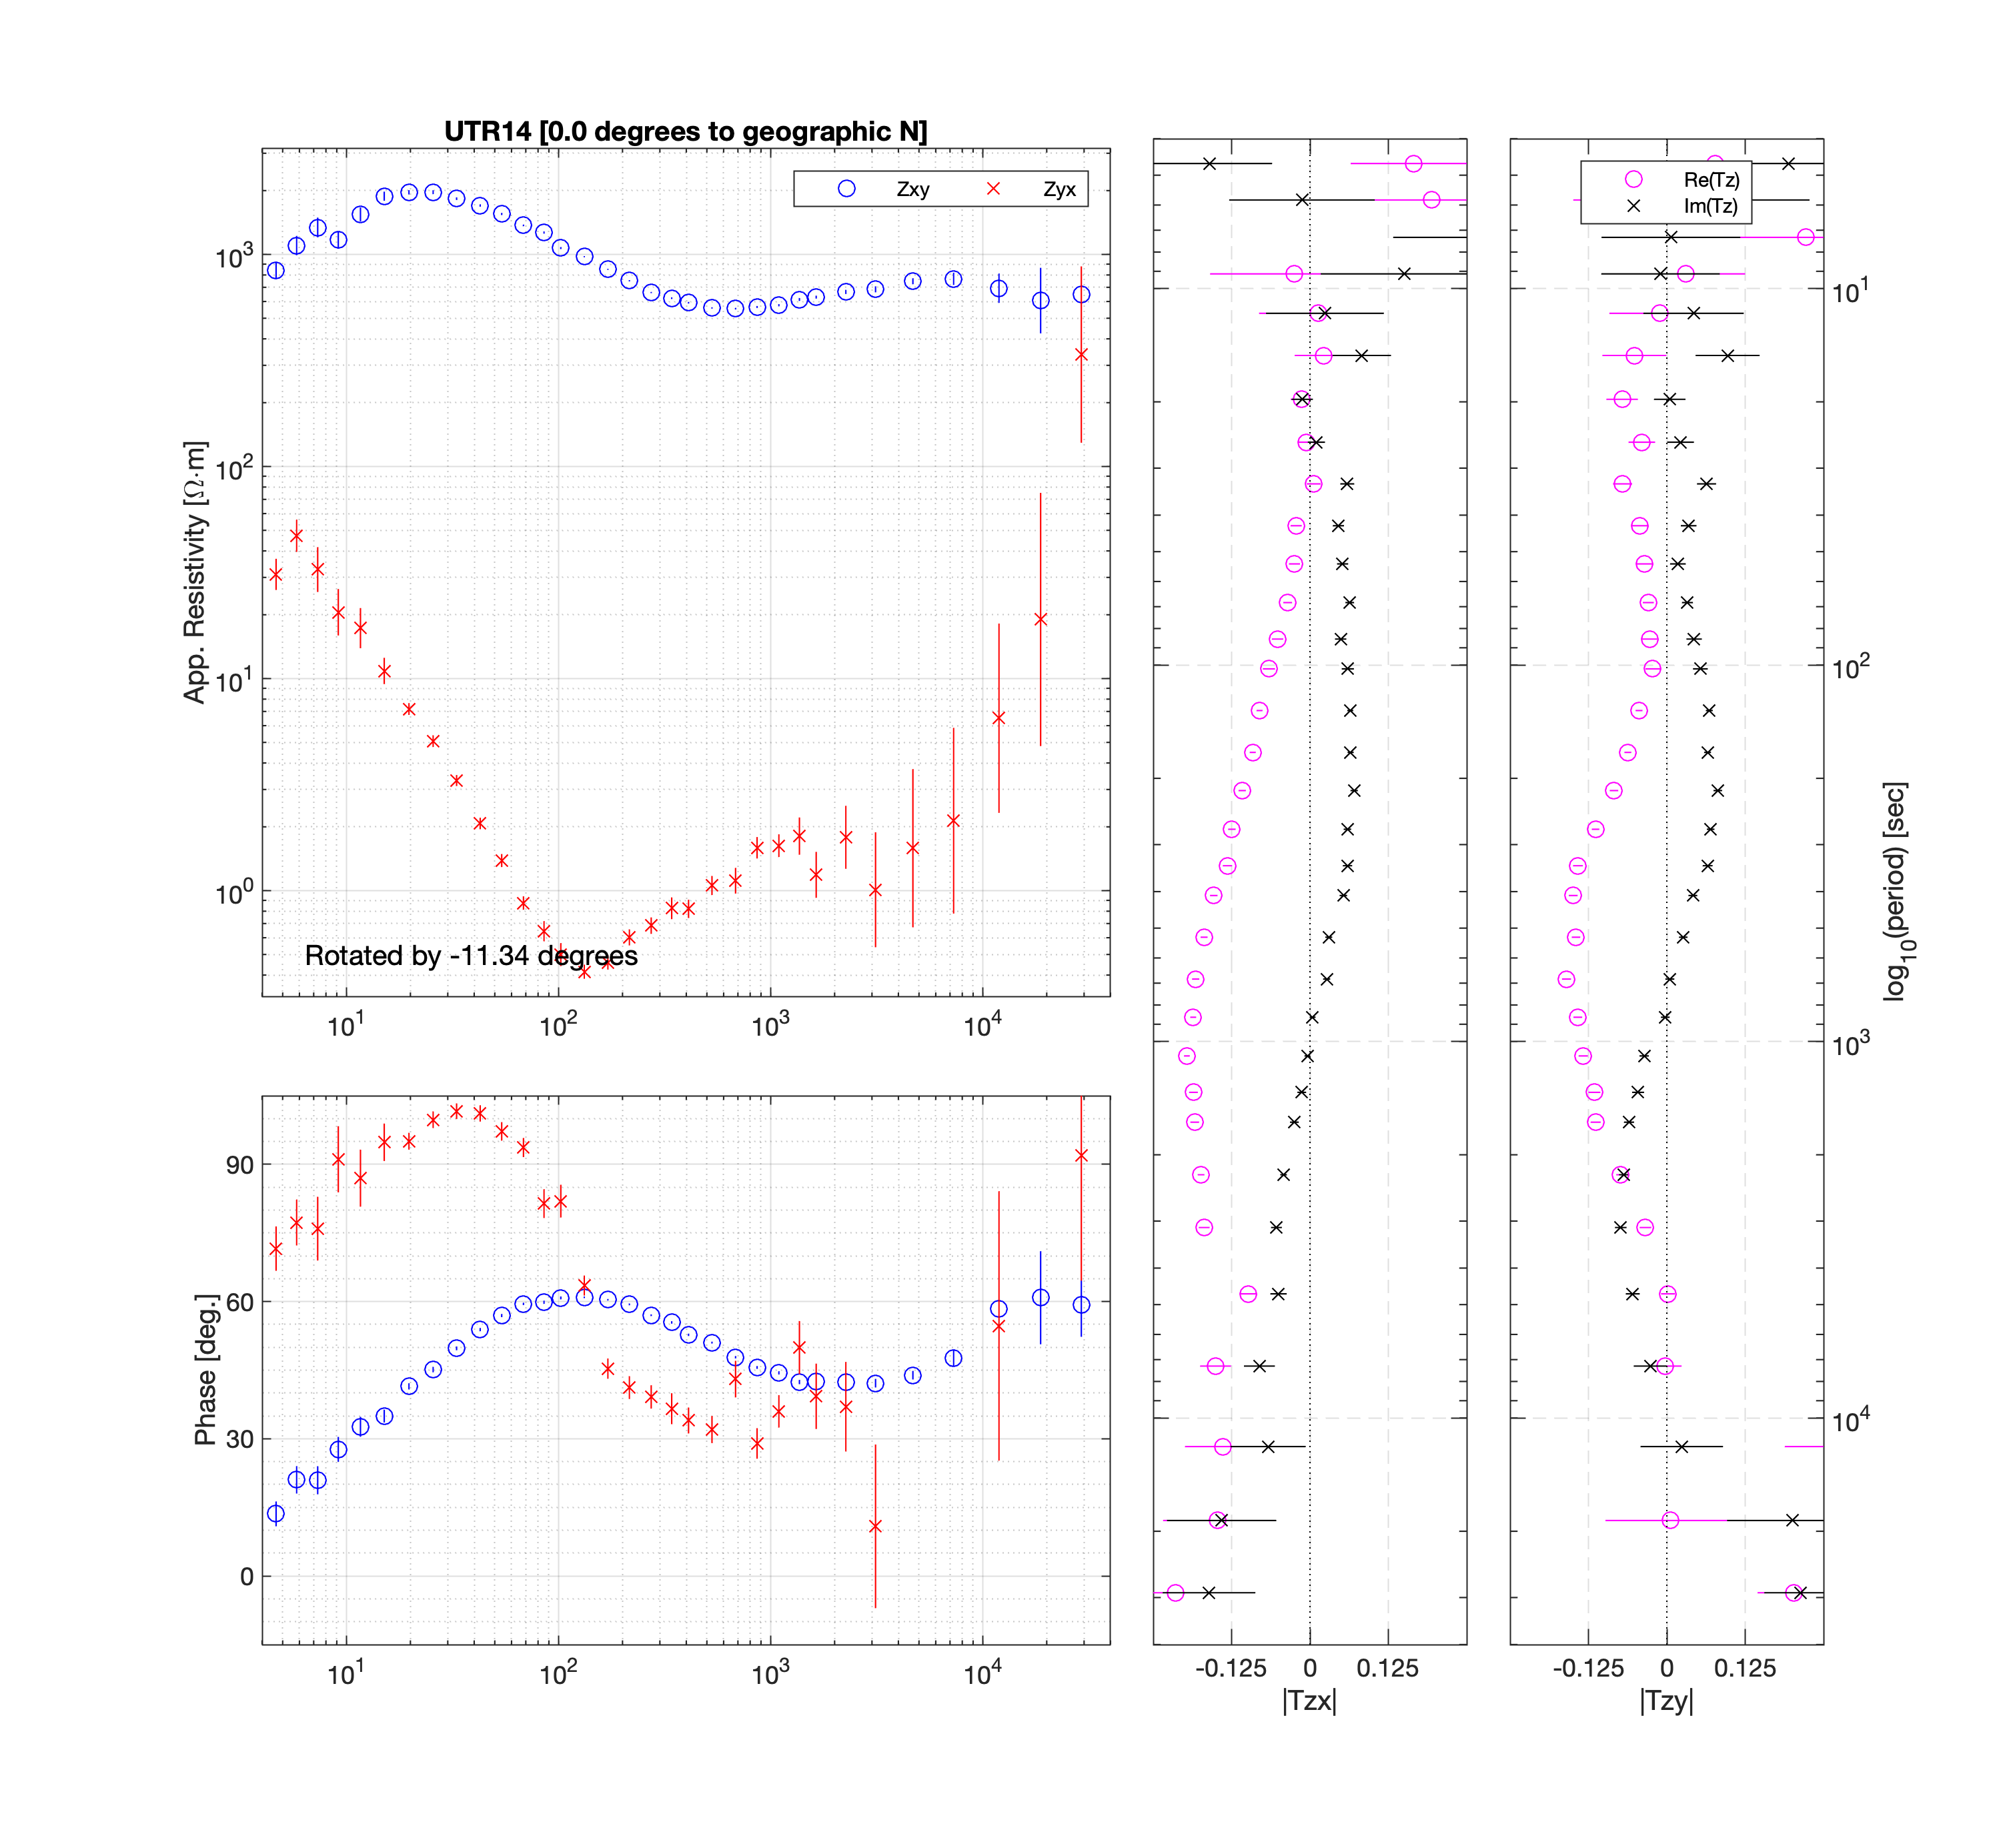 UTR14 [0.0 degrees to geographic N]
Zxy Zyx
App. Resistivity [Ω·m]
10³
10²
10¹
10⁰
Rotated by -11.34 degrees
10¹ 10² 10³ 10⁴
Phase [deg.]
90
60
30
0
10¹ 10² 10³ 10⁴
-0.125 0 0.125
|Tzx|
Re(Tz)
Im(Tz)
10¹
10²
10³
10⁴
log₁₀(period) [sec]
-0.125 0 0.125
|Tzy|